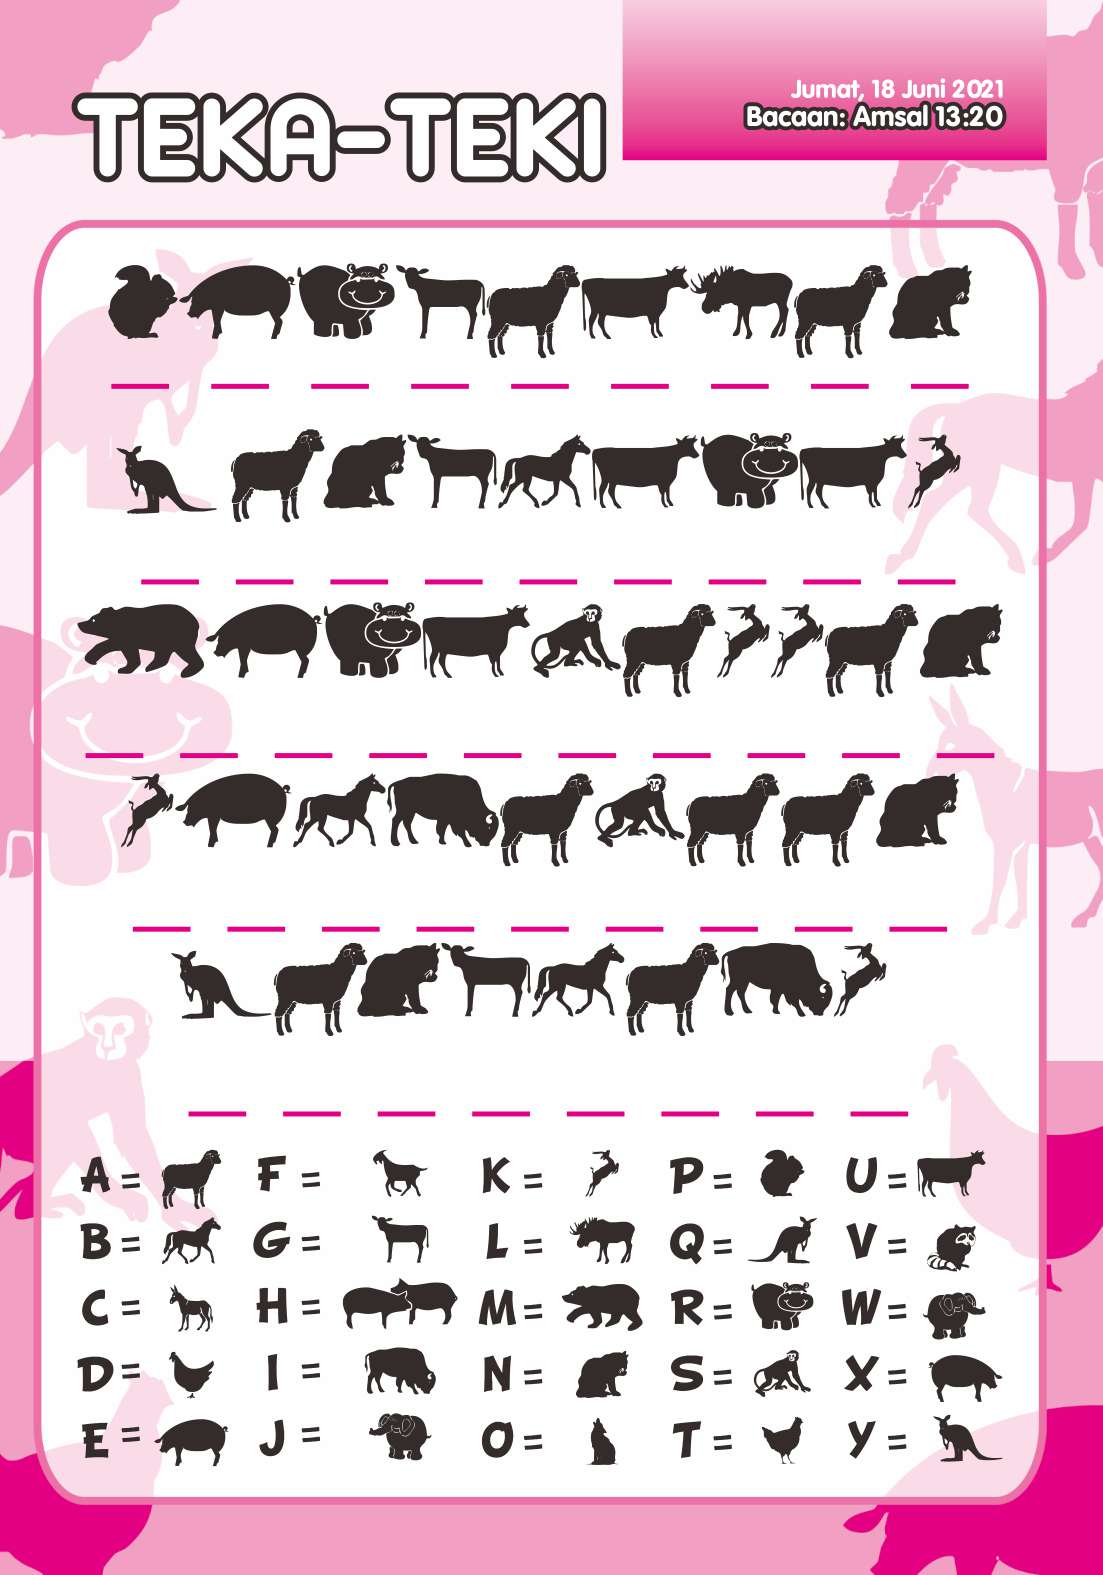 TEKA-TEKI
Jumat, 18 Juni 2021
Bacaan: Amsal 13:20
A = F = K = P = U =
B = G = L = Q = V =
C = H = M = R = W =
D = I = N = S = X =
E = J = O = T = Y =